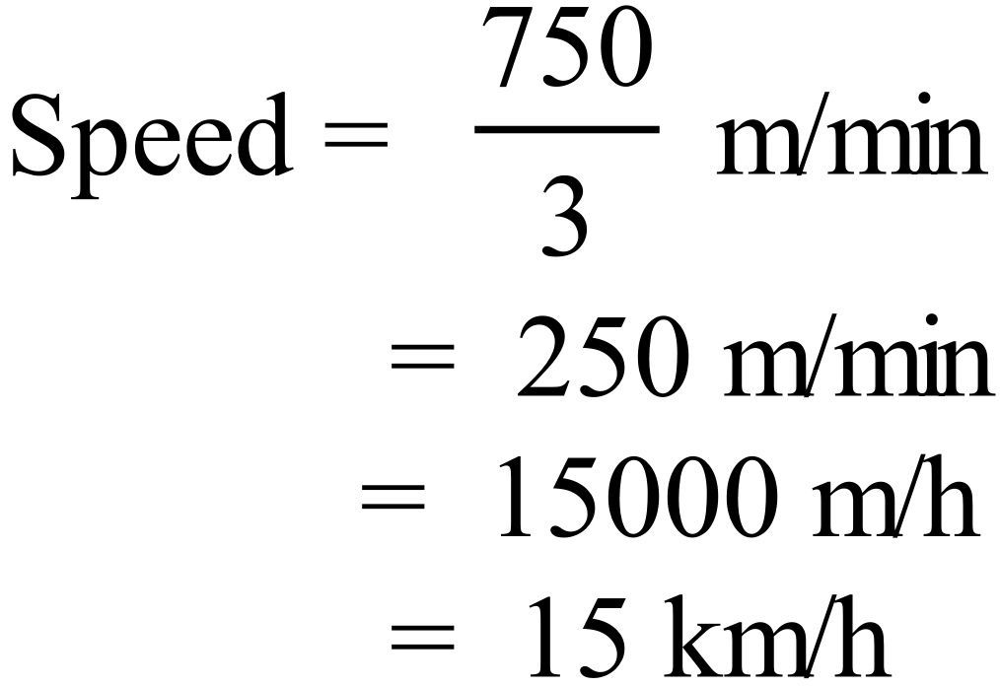 Speed = 750/3 m/min
= 250 m/min
= 15000 m/h
= 15 km/h